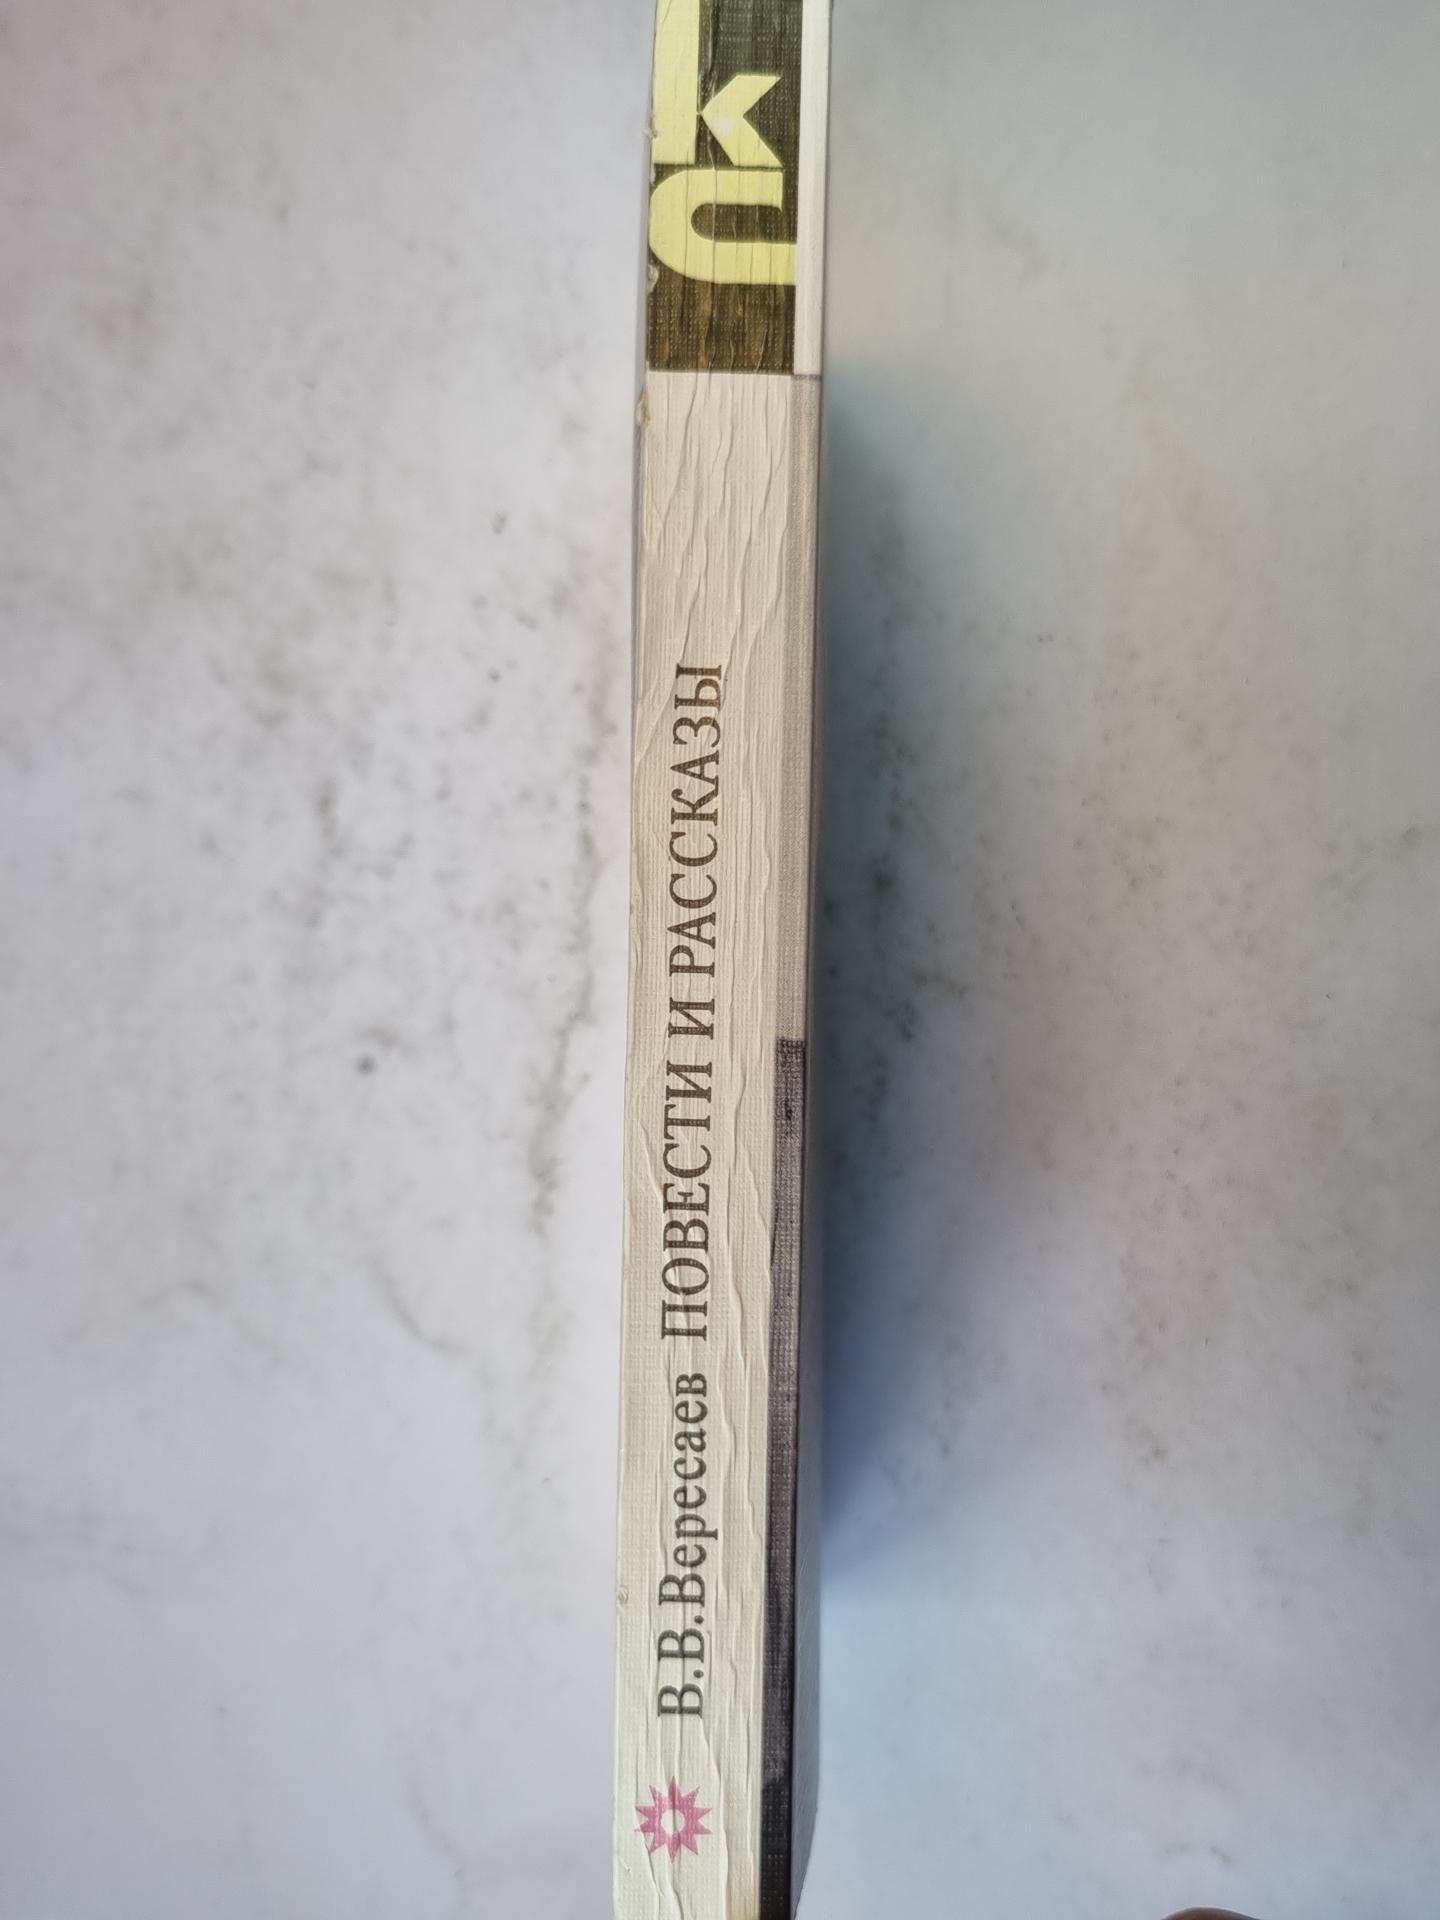 В.В.Вересаев ПОВЕСТИ И РАССКАЗЫ